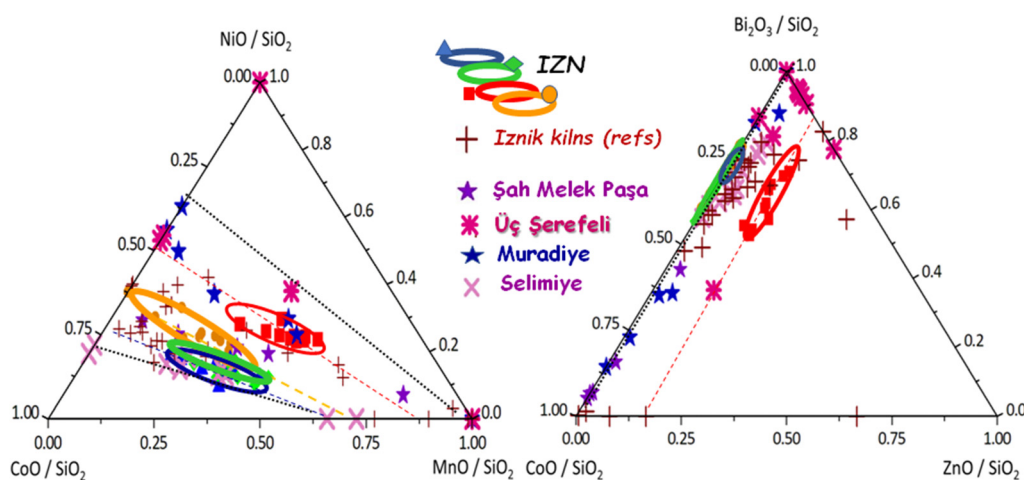 NiO / SiO₂
0.00 1.0
0.25
0.8
0.50
0.6
0.75
0.4
0.2
1.00
0.0
0.00 0.25 0.50 0.75 1.00
CoO / SiO₂
MnO / SiO₂
IZN
Iznik kilns (refs)
Şah Melek Paşa
Üç Şerefeli
Muradiye
Selimiye
Bi₂O₃ / SiO₂
0.00 1.0
0.25
0.8
0.50
0.6
0.75
0.4
0.2
1.00
0.0
0.00 0.25 0.50 0.75 1.00
CoO / SiO₂
ZnO / SiO₂